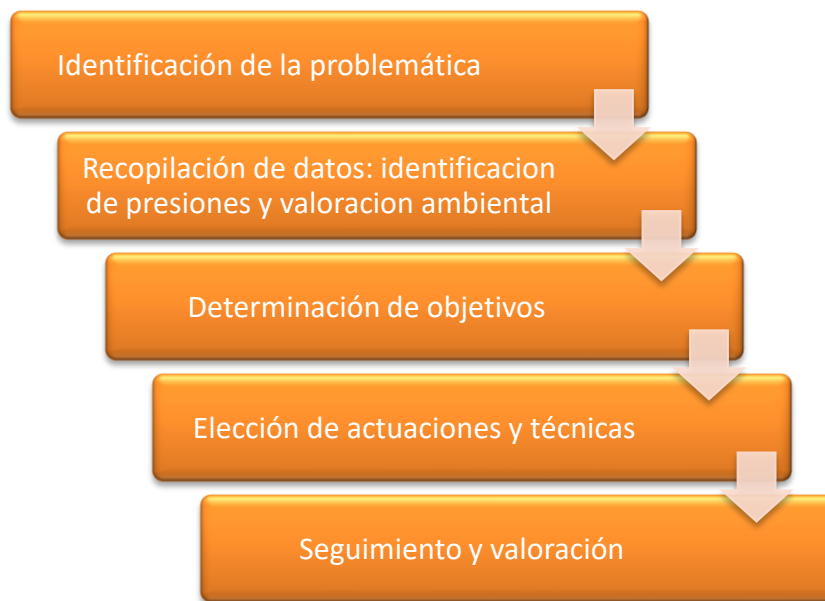 Identificación de la problemática
Recopilación de datos: identificacion
de presiones y valoracion ambiental
Determinación de objetivos
Elección de actuaciones y técnicas
Seguimiento y valoración